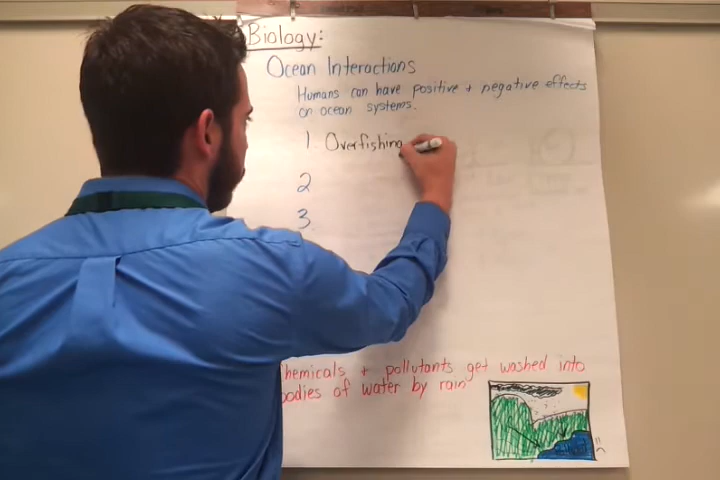 Biology:
Ocean Interactions
Humans can have positive + negative effects
on ocean systems.
1. Overfishing
2
3
hemicals + pollutants get washed into
bodies of water by rain